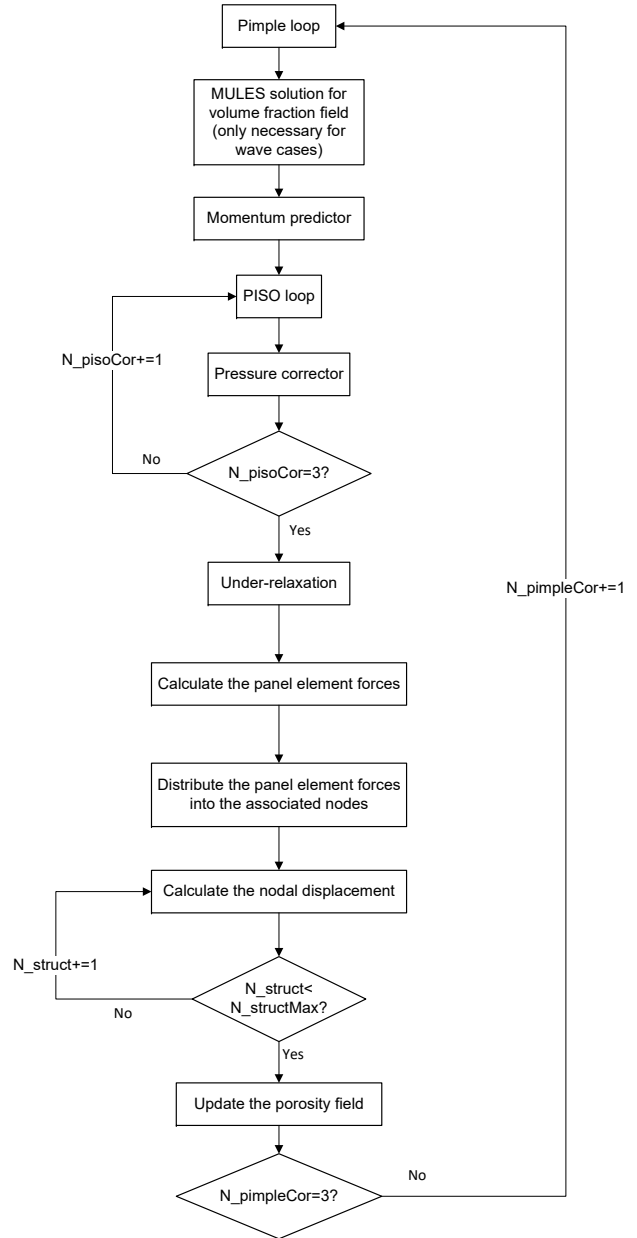 Pimple loop
MULES solution for
volume fraction field
(only necessary for
wave cases)
Momentum predictor
PISO loop
N_pisoCor+=1
Pressure corrector
No
N_pisoCor=3?
Yes
Under-relaxation
N_pimpleCor+=1
Calculate the panel element forces
Distribute the panel element forces
into the associated nodes
Calculate the nodal displacement
N_struct+=1
N_struct<
N_structMax?
No
Yes
Update the porosity field
No
N_pimpleCor=3?